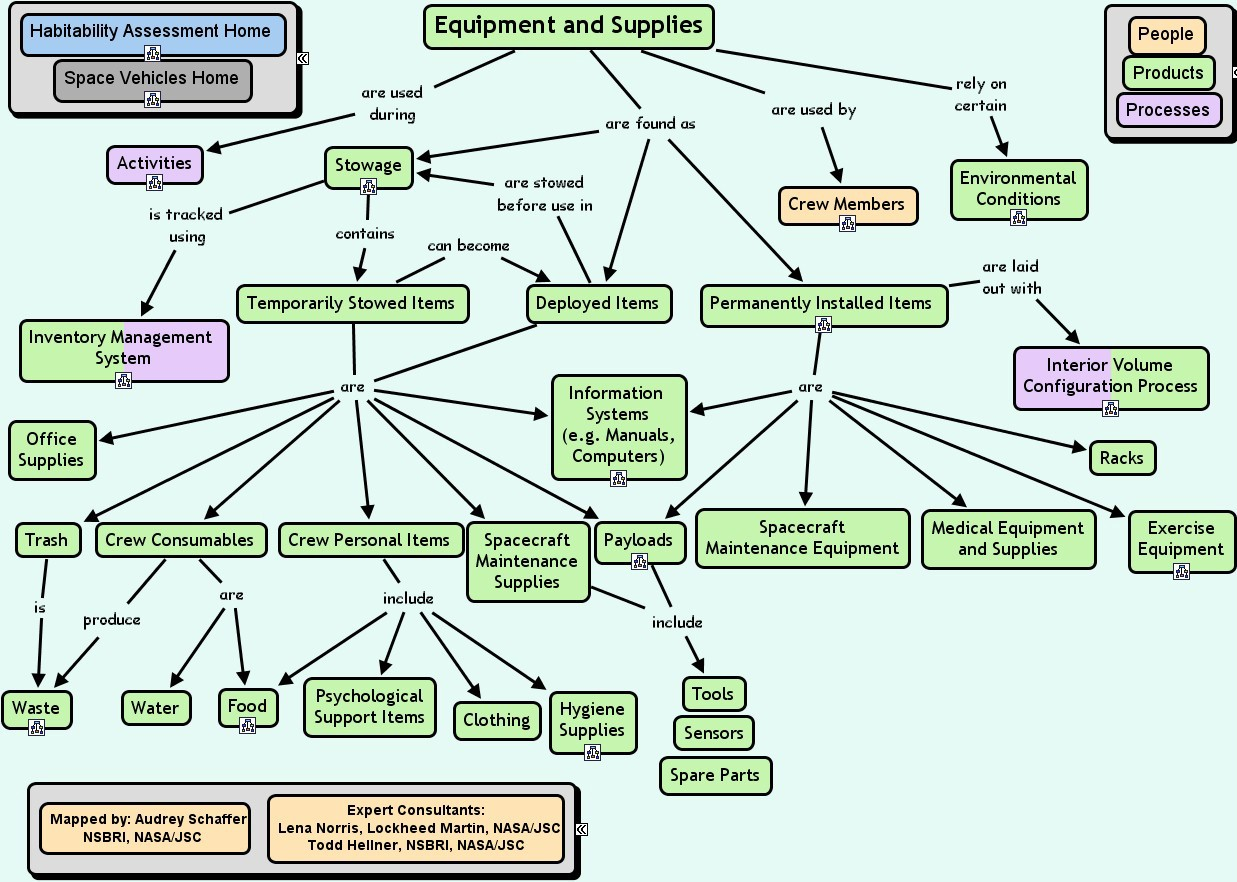 Habitability Assessment Home
Space Vehicles Home
Equipment and Supplies
People
Products
Processes
are used
during
are found as
are used by
rely on
certain
Activities
Stowage
are stowed
before use in
Crew Members
Environmental
Conditions
is tracked
using
contains
can become
are laid
out with
Temporarily Stowed Items
Deployed Items
Permanently Installed Items
Inventory Management
System
Interior Volume
Configuration Process
are
are
Information
Systems
(e.g. Manuals,
Computers)
Office
Supplies
Racks
Trash
Crew Consumables
Crew Personal Items
Spacecraft
Maintenance
Supplies
Payloads
Spacecraft
Maintenance Equipment
Medical Equipment
and Supplies
Exercise
Equipment
is
produce
are
include
include
Waste
Water
Food
Psychological
Support Items
Clothing
Hygiene
Supplies
Tools
Sensors
Spare Parts
Mapped by: Audrey Schaffer
NSBRI, NASA/JSC
Expert Consultants:
Lena Norris, Lockheed Martin, NASA/JSC
Todd Hellner, NSBRI, NASA/JSC